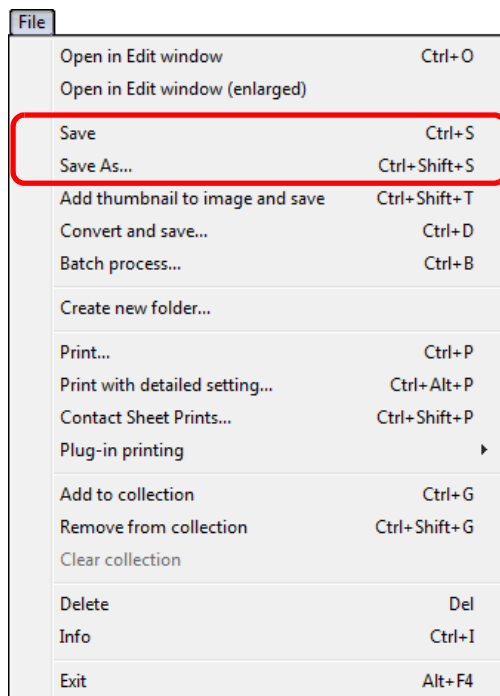 File
Open in Edit window Ctrl+O
Open in Edit window (enlarged)
Save Ctrl+S
Save As... Ctrl+Shift+S
Add thumbnail to image and save Ctrl+Shift+T
Convert and save... Ctrl+D
Batch process... Ctrl+B
Create new folder...
Print... Ctrl+P
Print with detailed setting... Ctrl+Alt+P
Contact Sheet Prints... Ctrl+Shift+P
Plug-in printing
Add to collection Ctrl+G
Remove from collection Ctrl+Shift+G
Clear collection
Delete Del
Info Ctrl+I
Exit Alt+F4